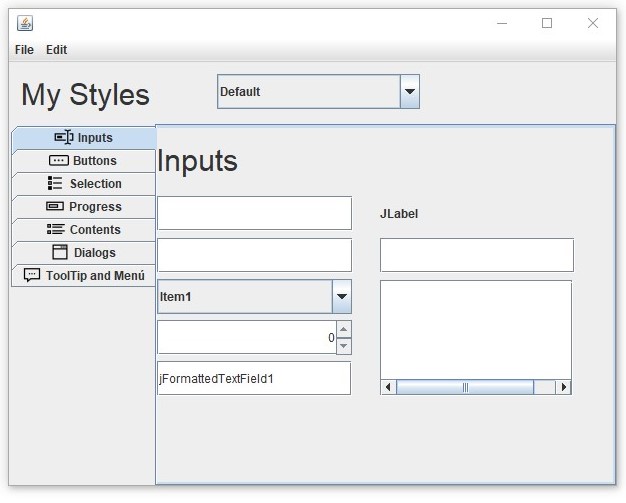 File Edit
My Styles
Default
Inputs
Buttons
Selection
Progress
Contents
Dialogs
ToolTip and Menú
Inputs
JLabel
Item1
0
jFormattedTextField1